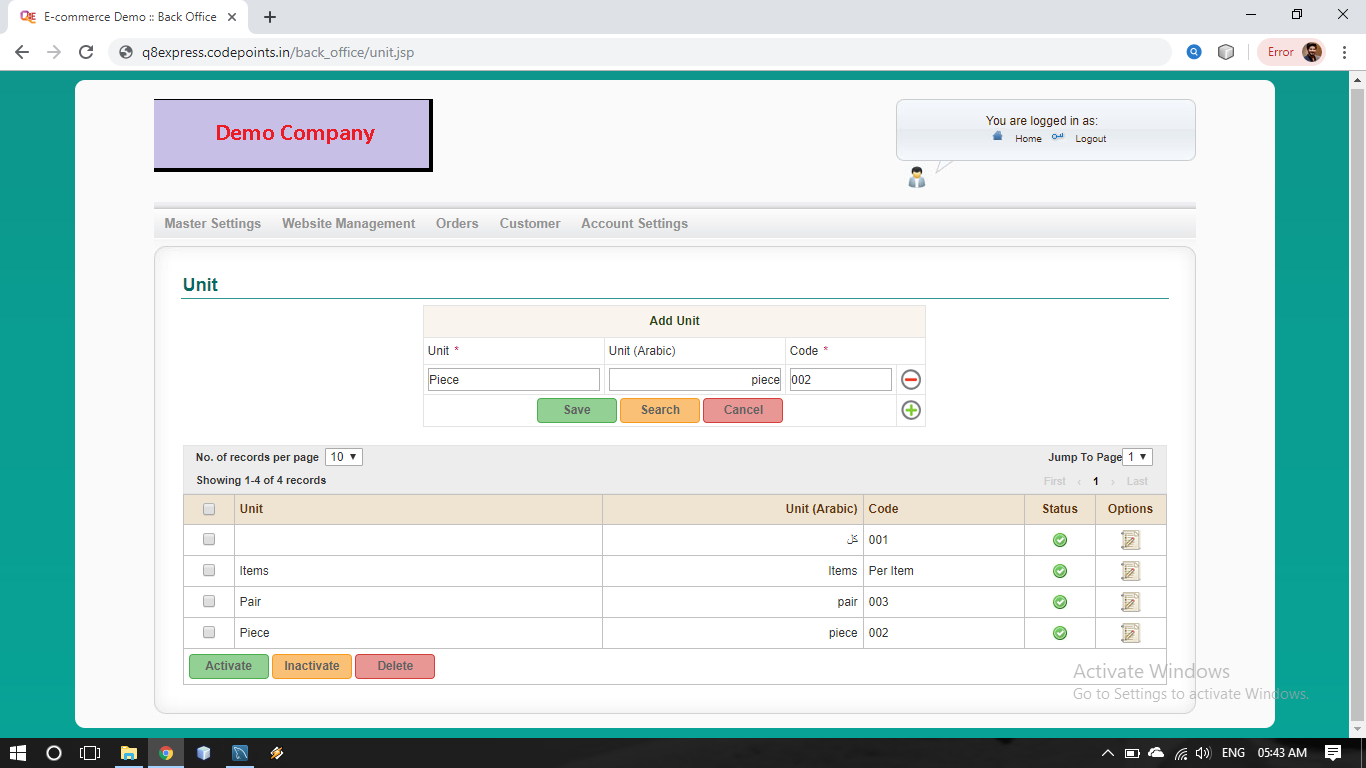 E-commerce Demo :: Back Office
q8express.codepoints.in/back_office/unit.jsp
Error
Demo Company
You are logged in as:
Home Logout
Master Settings Website Management Orders Customer Account Settings
Unit
Add Unit
Unit * Unit (Arabic) Code *
Piece piece 002
Save Search Cancel
No. of records per page 10 Jump To Page 1
Showing 1-4 of 4 records First ‹ 1 › Last
Unit Unit (Arabic) Code Status Options
كل 001
Items Items Per Item
Pair pair 003
Piece piece 002
Activate Inactivate Delete
Activate Windows
Go to Settings to activate Windows.
ENG 05:43 AM